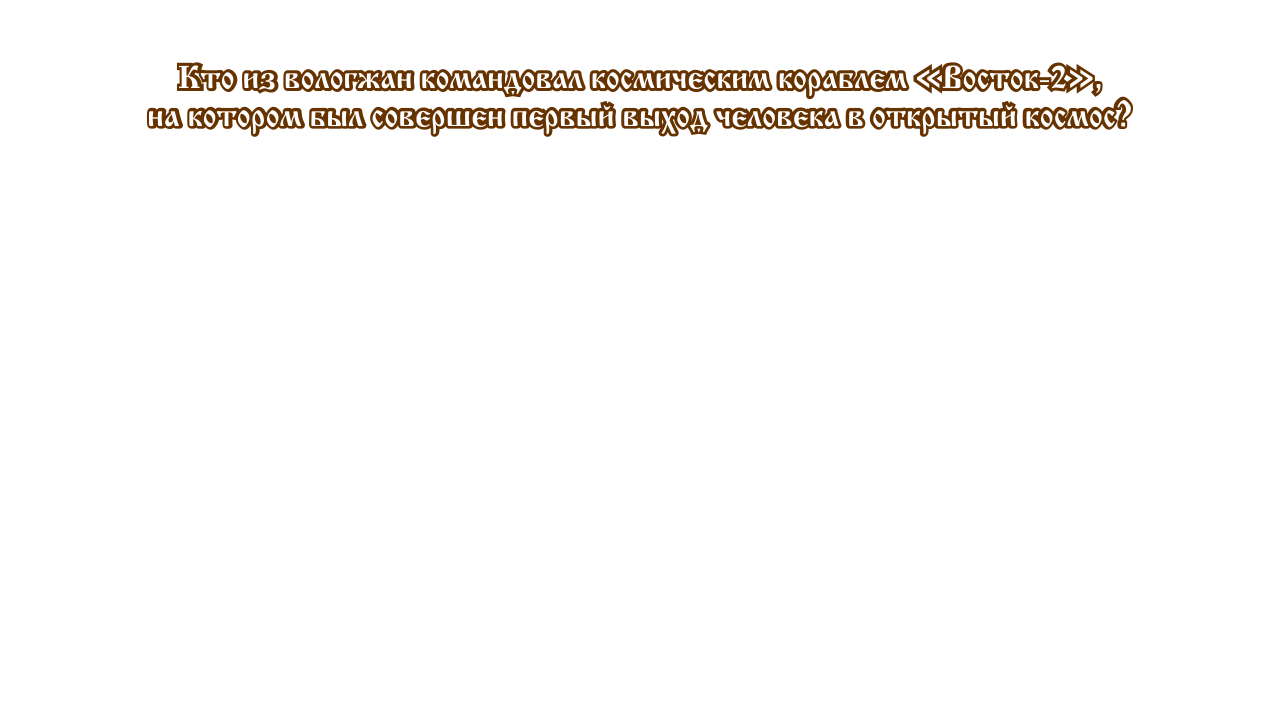 Кто из вологжан командовал космическим кораблем «Восток-2»,
на котором был совершен первый выход человека в открытый космос?